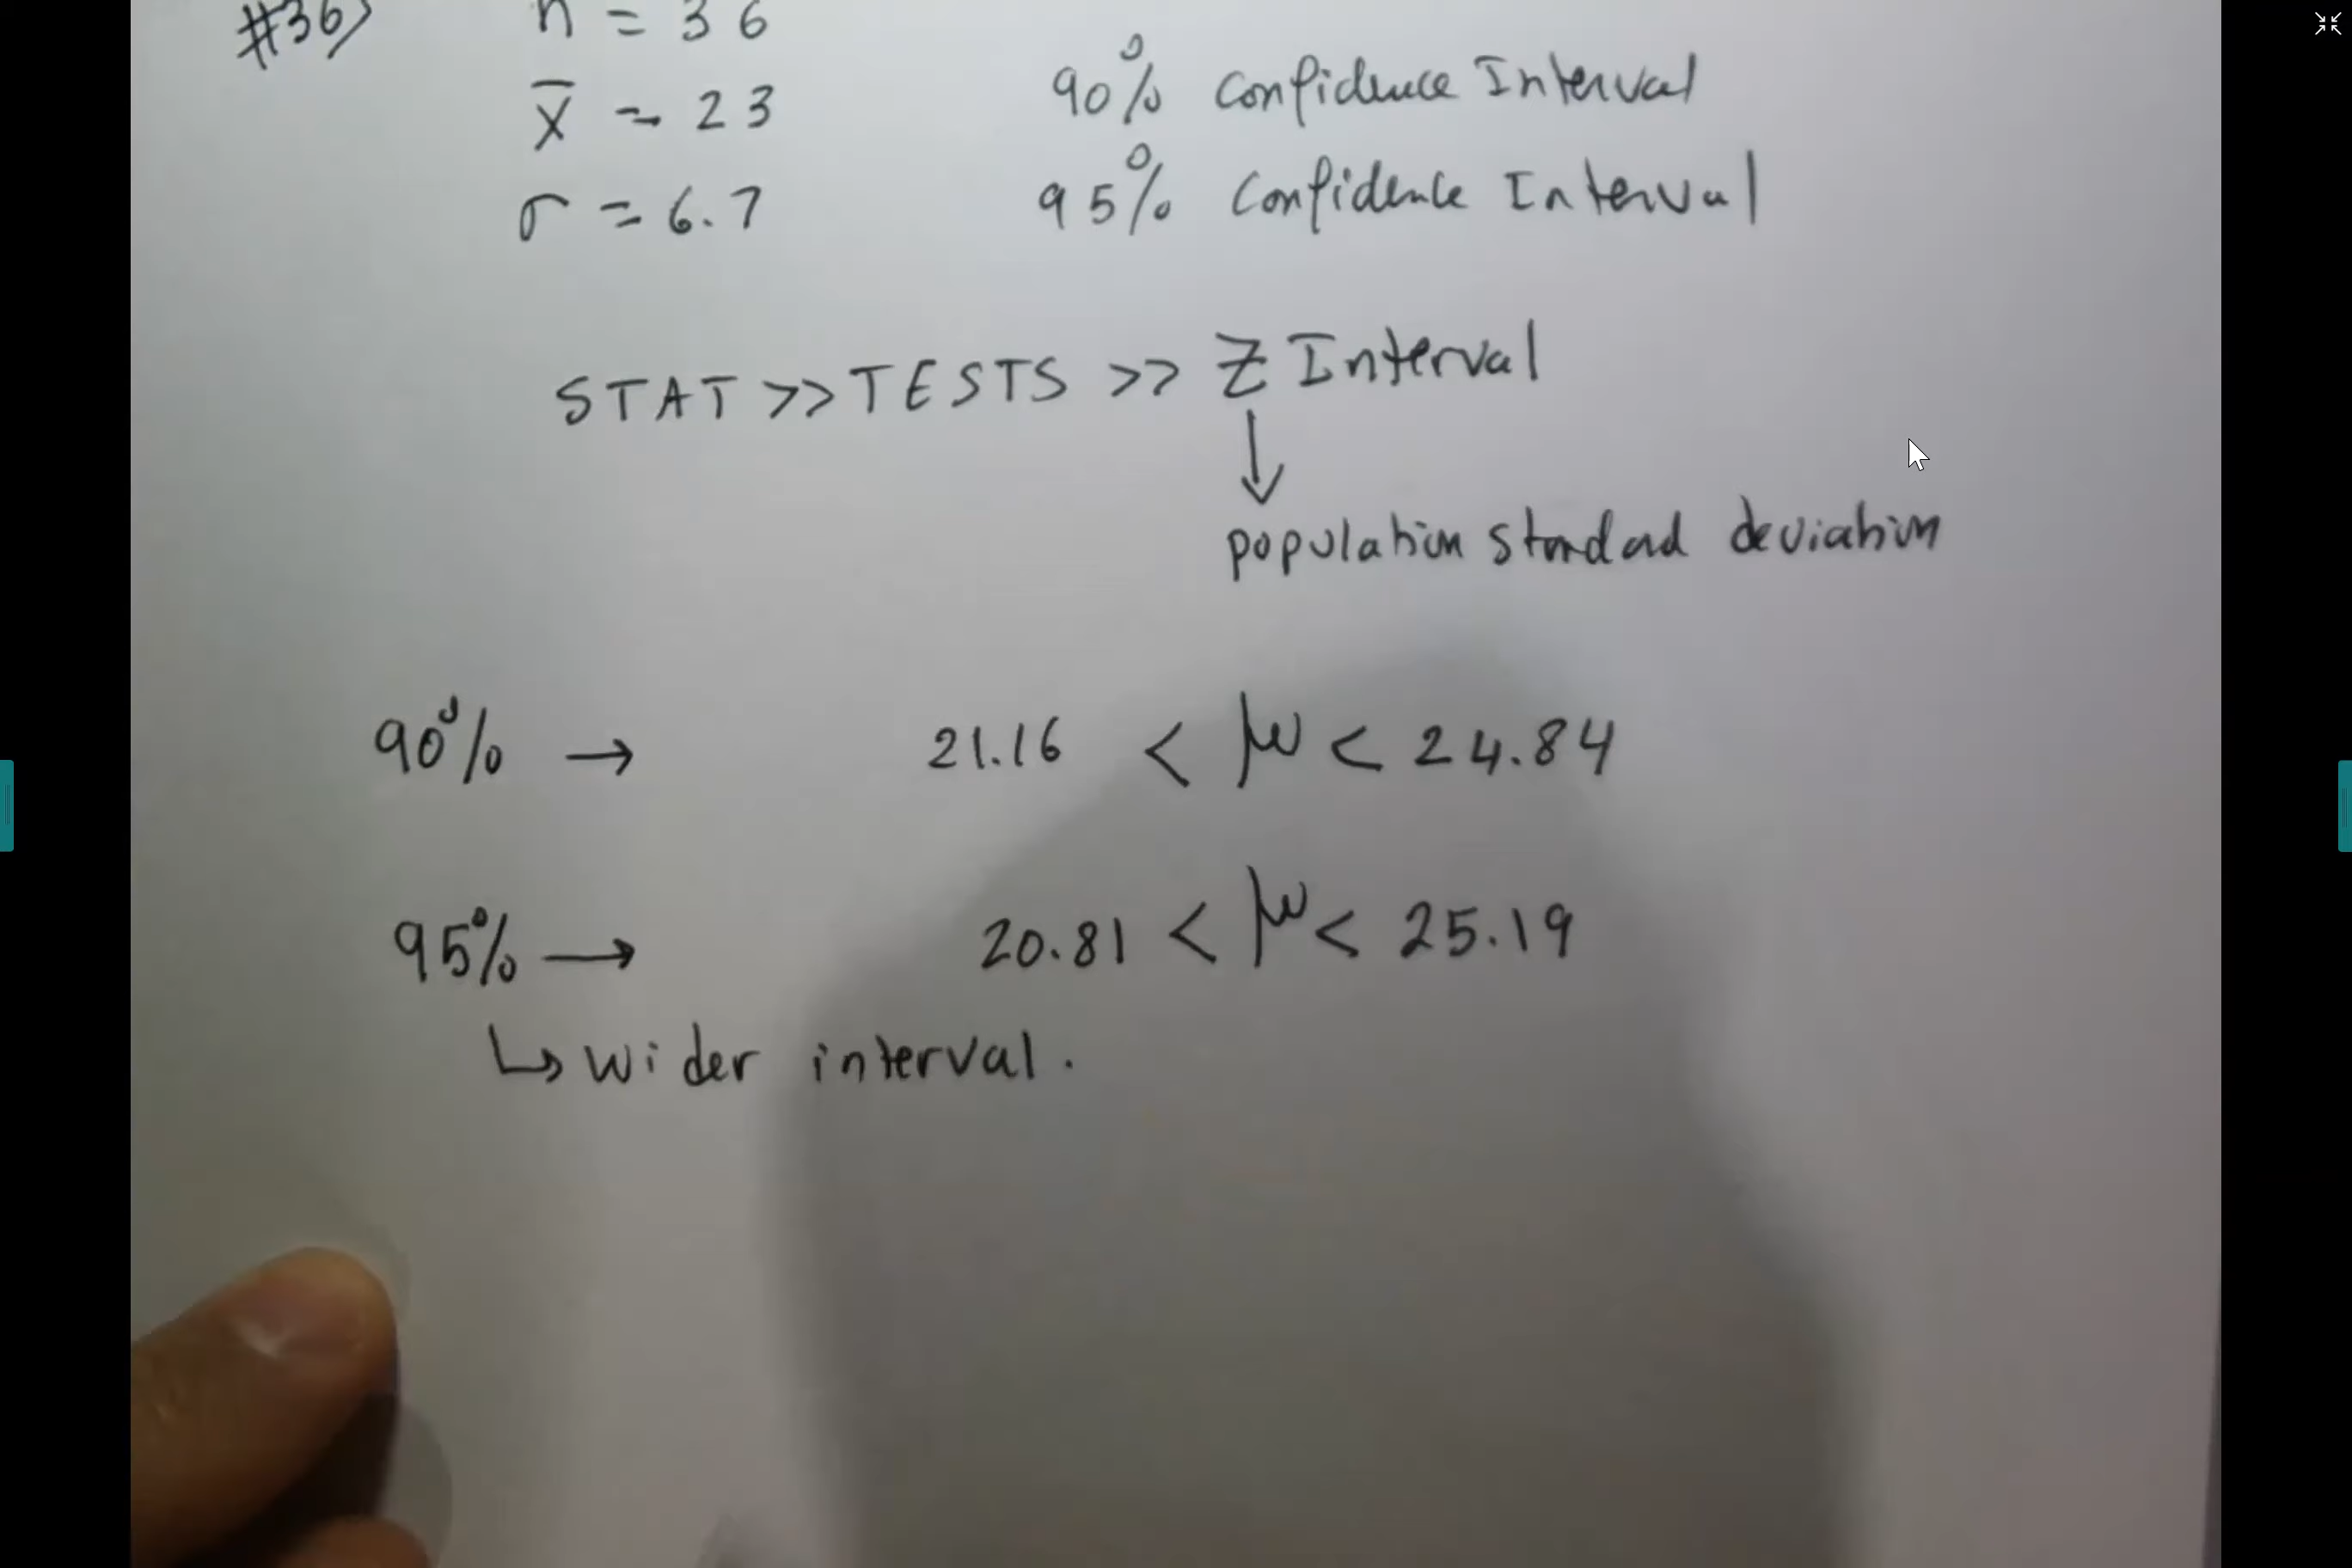 #36)
n = 36
x̄ = 23
σ = 6.7
90% Confidence Interval
95% Confidence Interval
STAT >> TESTS >> Z Interval
↓
population standard deviation
90% → 21.16 < μ < 24.84
95% → 20.81 < μ < 25.19
↳ wider interval.